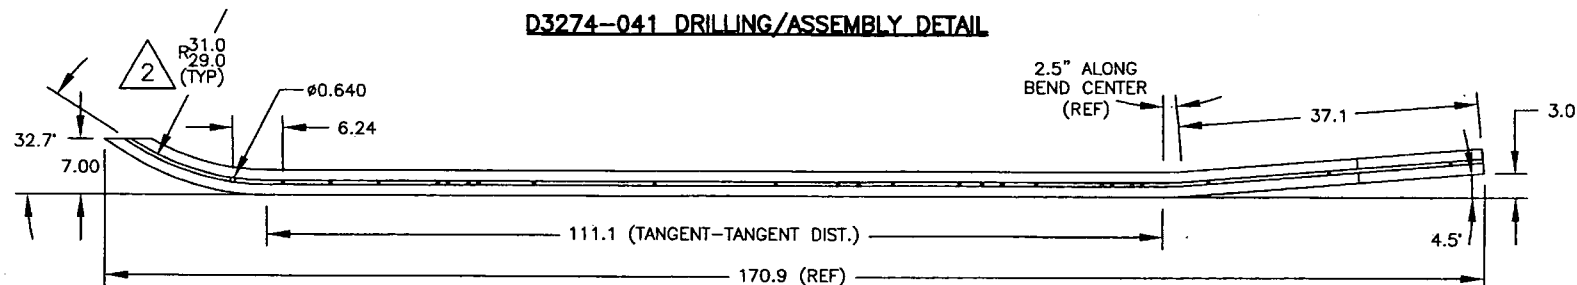 D3274-041 DRILLING/ASSEMBLY DETAIL
2
R31.0
29.0
(TYP)
ø0.640
6.24
2.5" ALONG
BEND CENTER
(REF)
37.1
3.0
32.7°
7.00
111.1 (TANGENT-TANGENT DIST.)
4.5°
170.9 (REF)